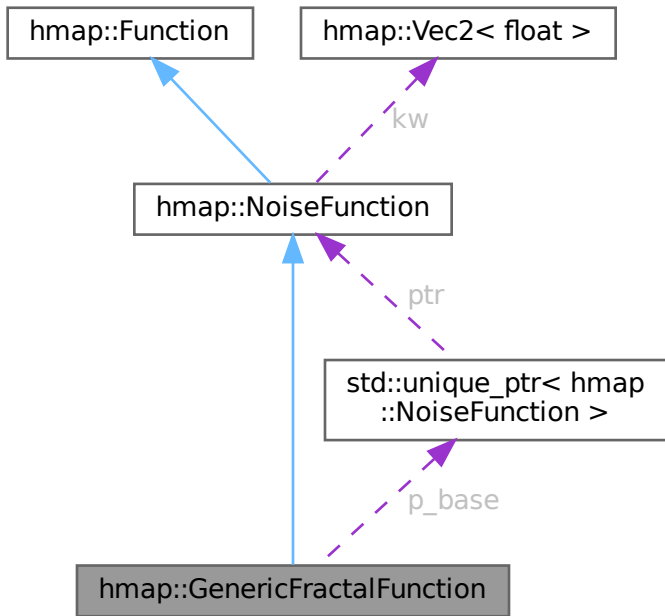 hmap::Function
hmap::Vec2< float >
kw
hmap::NoiseFunction
ptr
std::unique_ptr< hmap
::NoiseFunction >
p_base
hmap::GenericFractalFunction